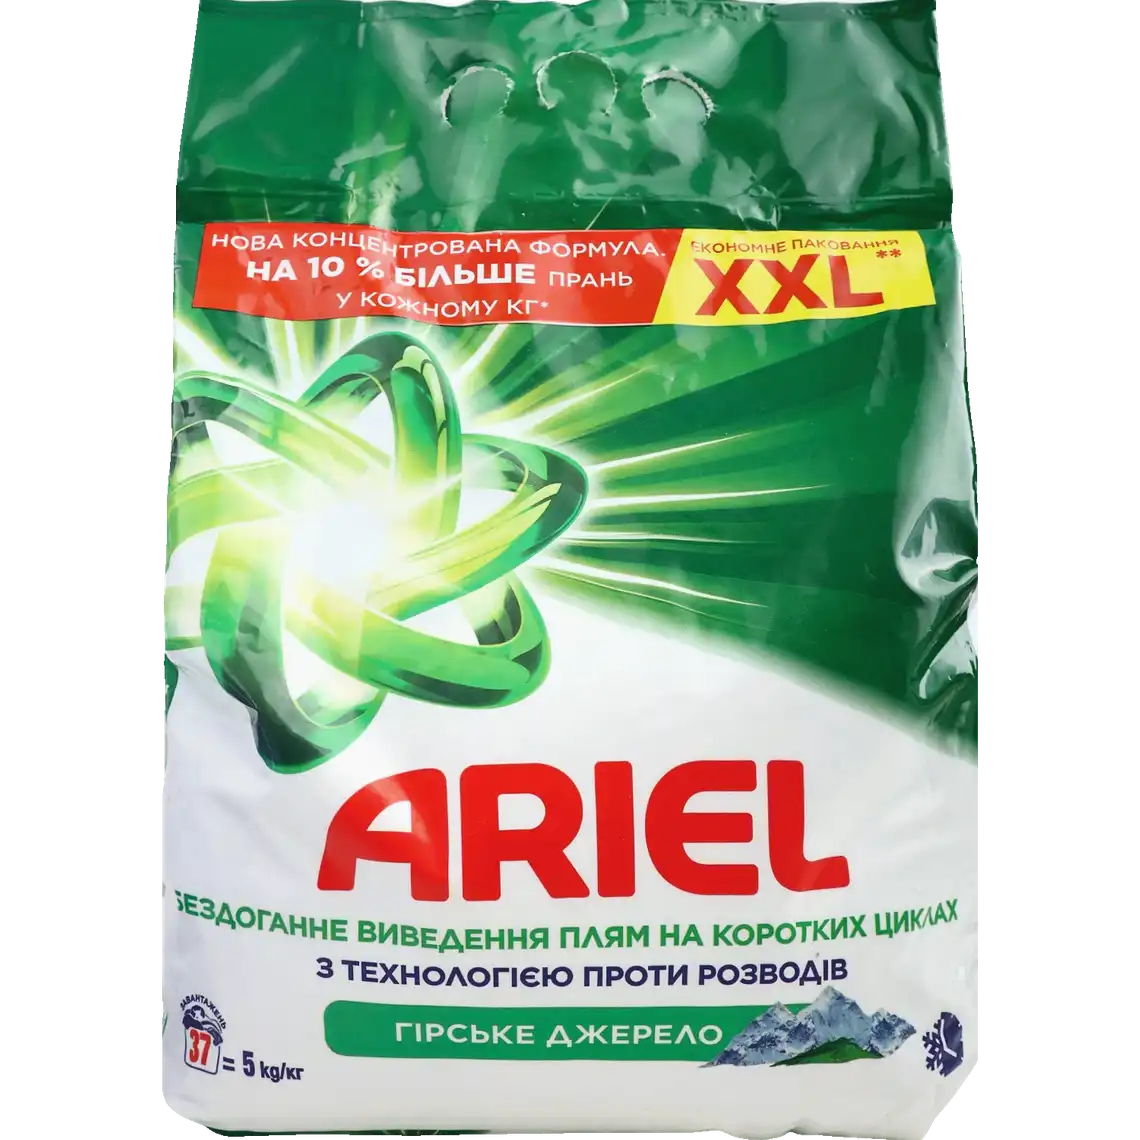 НОВА КОНЦЕНТРОВАНА ФОРМУЛА.
НА 10 % БІЛЬШЕ ПРАНЬ
У КОЖНОМУ КГ*
ЕКОНОМНЕ ПАКОВАННЯ
XXL**
ARIEL
БЕЗДОГАННЕ ВИВЕДЕННЯ ПЛЯМ НА КОРОТКИХ ЦИКЛАХ
З ТЕХНОЛОГІЄЮ ПРОТИ РОЗВОДІВ
ГІРСЬКЕ ДЖЕРЕЛО
ЗАВАНТАЖЕНЬ
37 = 5 kg/кг